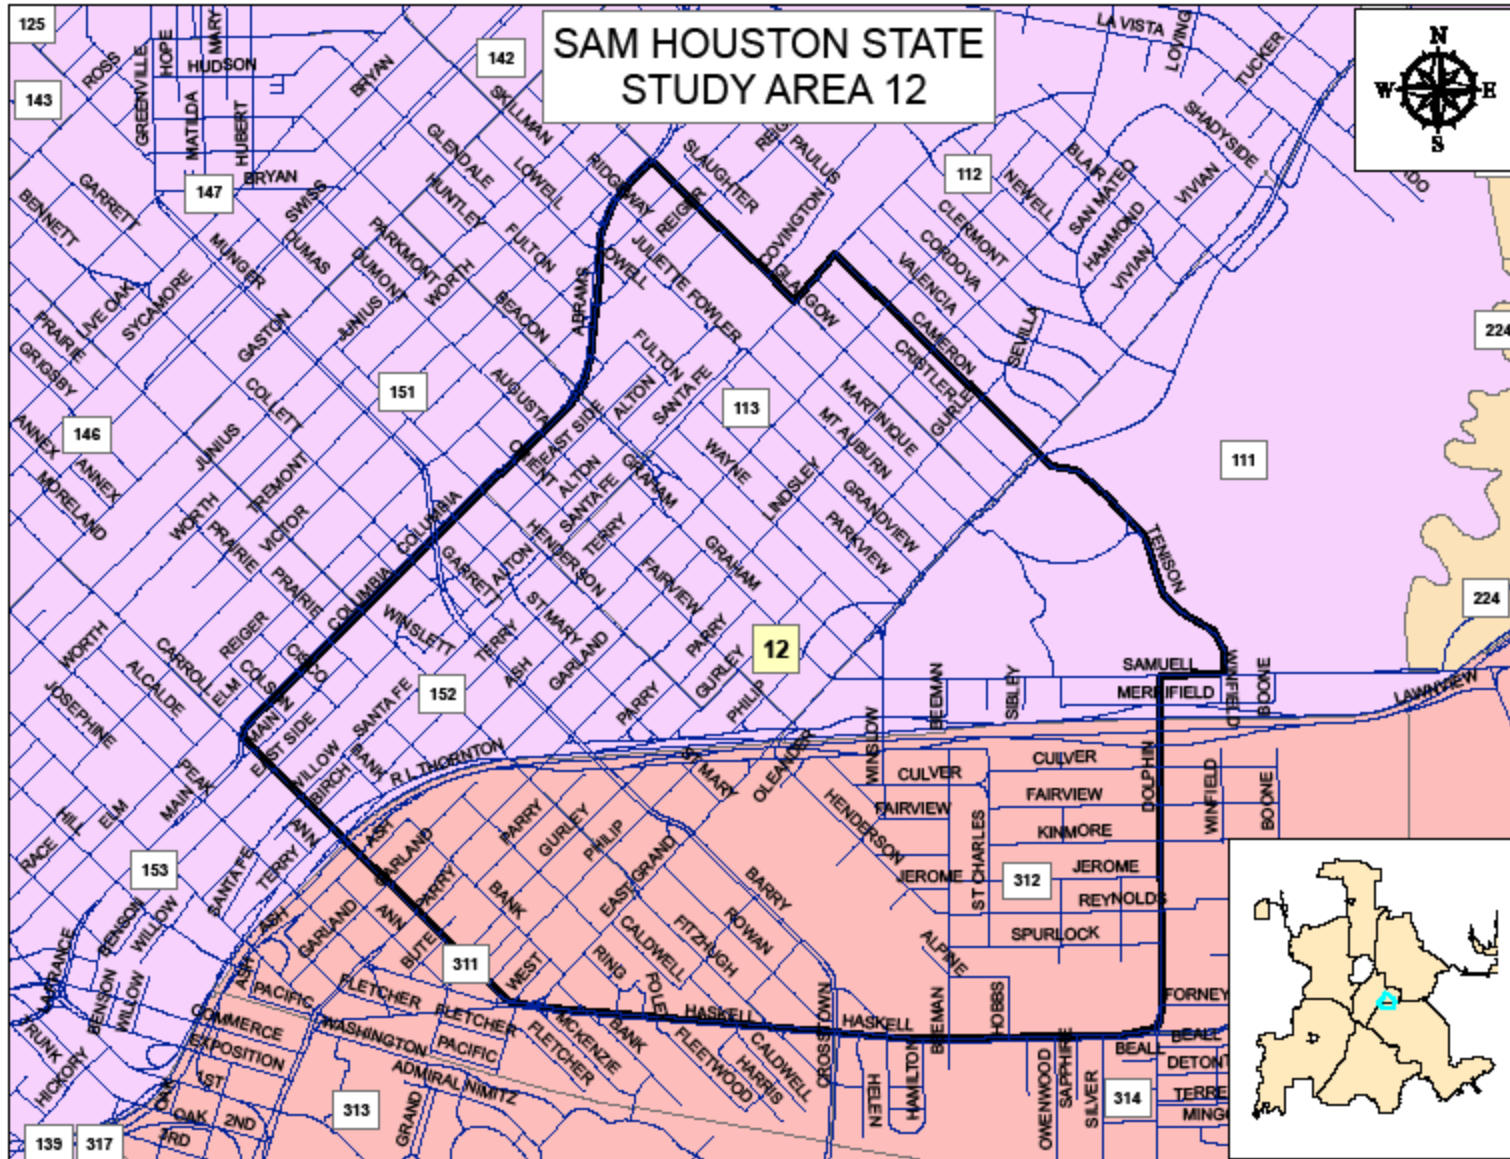 SAM HOUSTON STATE
STUDY AREA 12
N
W
E
S
125
142
143
147
112
146
151
113
111
224
224
12
152
153
311
312
313
314
139
317
ROSS
GREENVILLE
HOPE
MARY
HUDSON
MATILDA
HUBERT
BRYAN
BRYAN
SKILLMAN
LA VISTA
LOVING
TUCKER
SHADYSIDE
GLENDALE
LOWELL
HUNTLEY
RIDGEWAY
SLAUGHTER
PAULUS
REIGER
COVINGTON
BLAIR
SAN MATEO
NEWELL
VIVIAN
HAMMOND
VIVIAN
CLERMONT
CORDOVA
VALENCIA
GARRETT
BENNETT
SWISS
DUMAS
MUNGER
PARKMONT
DUMONT
WORTH
FULTON
JULIETTE FOWLER
GLASGOW
CAMERON
SEVILLA
LIVE OAK
SYCAMORE
PRAIRIE
GRIGSBY
GASTON
JUNIUS
BEACON
ABRAMS
FULTON
ALTON
SANTA FE
CRISTLER
GURLEY
MARTINIQUE
MT AUBURN
GRANDVIEW
PARKVIEW
LINDSLEY
WAYNE
COLLETT
AUGUSTA
EAST SIDE
ALTON
SANTA FE
GRAHAM
ANNEX
ANNEX
MORELAND
JUNIUS
TREMONT
WORTH
VICTOR
PRAIRIE
PRAIRIE
COLUMBIA
COLUMBIA
GARRETT
ALTON
HENDERSON
TERRY
GRAHAM
FAIRVIEW
TENISON
REIGER
WINSLETT
ST MARY
TERRY
ASH
GARLAND
PARRY
GURLEY
WORTH
CARROLL
ALCALDE
JOSEPHINE
ELM
COLSON
CISCO
MAIN
EAST SIDE
SANTA FE
WILLOW
BANK
BIRCH
R L THORNTON
PARRY
PHILIP
ST MARY
OLEANDER
WINSLOW
BEEMAN
SIBLEY
SAMUELL
MERRIFIELD
WINFIELD
BOONE
LAWNVIEW
PEAK
MAIN
ELM
HILL
RACE
ANN
TERRY
SANTA FE
ASH
GARLAND
PARRY
GURLEY
PHILIP
HENDERSON
CULVER
CULVER
FAIRVIEW
FAIRVIEW
KINMORE
JEROME
JEROME
REYNOLDS
SPURLOCK
ST CHARLES
DOLPHIN
WINFIELD
BOONE
BENSON
WILLOW
LAGRANCE
BENSON
WILLOW
ASH
ASH
GARLAND
ANN
PARRY
BUTE
BANK
WEST
EAST GRAND
BARRY
ROWAN
FITZHUGH
CALDWELL
RING
FOLEY
ALPINE
HOBBS
BEEMAN
FORNEY
BEALL
BEALL
PACIFIC
FLETCHER
FLETCHER
PACIFIC
FLETCHER
MCKENZIE
BANK
HASKELL
HASKELL
FLEETWOOD
HARRIS
CALDWELL
CROSSTOWN
HELEN
HAMILTON
OWENWOOD
SAPPHIRE
SILVER
TRUNK
HICKORY
COMMERCE
EXPOSITION
WASHINGTON
ADMIRAL NIMITZ
GRAND
1ST
2ND
3RD
OAK
OAK